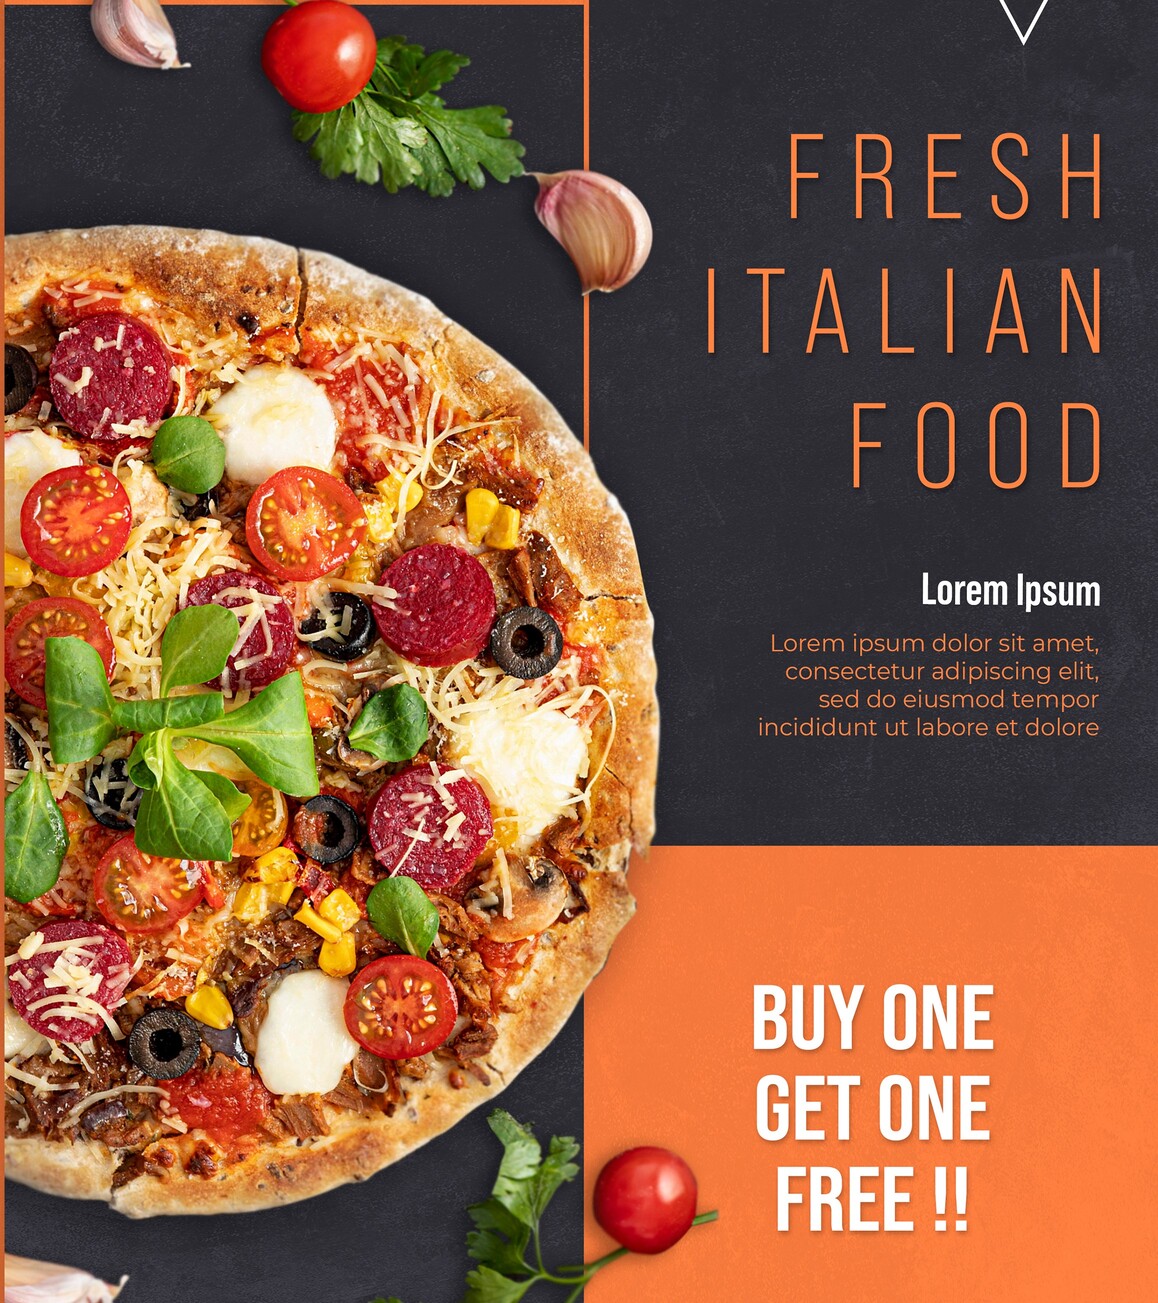 FRESH
ITALIAN
FOOD
Lorem Ipsum
Lorem ipsum dolor sit amet,
consectetur adipiscing elit,
sed do eiusmod tempor
incididunt ut labore et dolore
BUY ONE
GET ONE
FREE !!